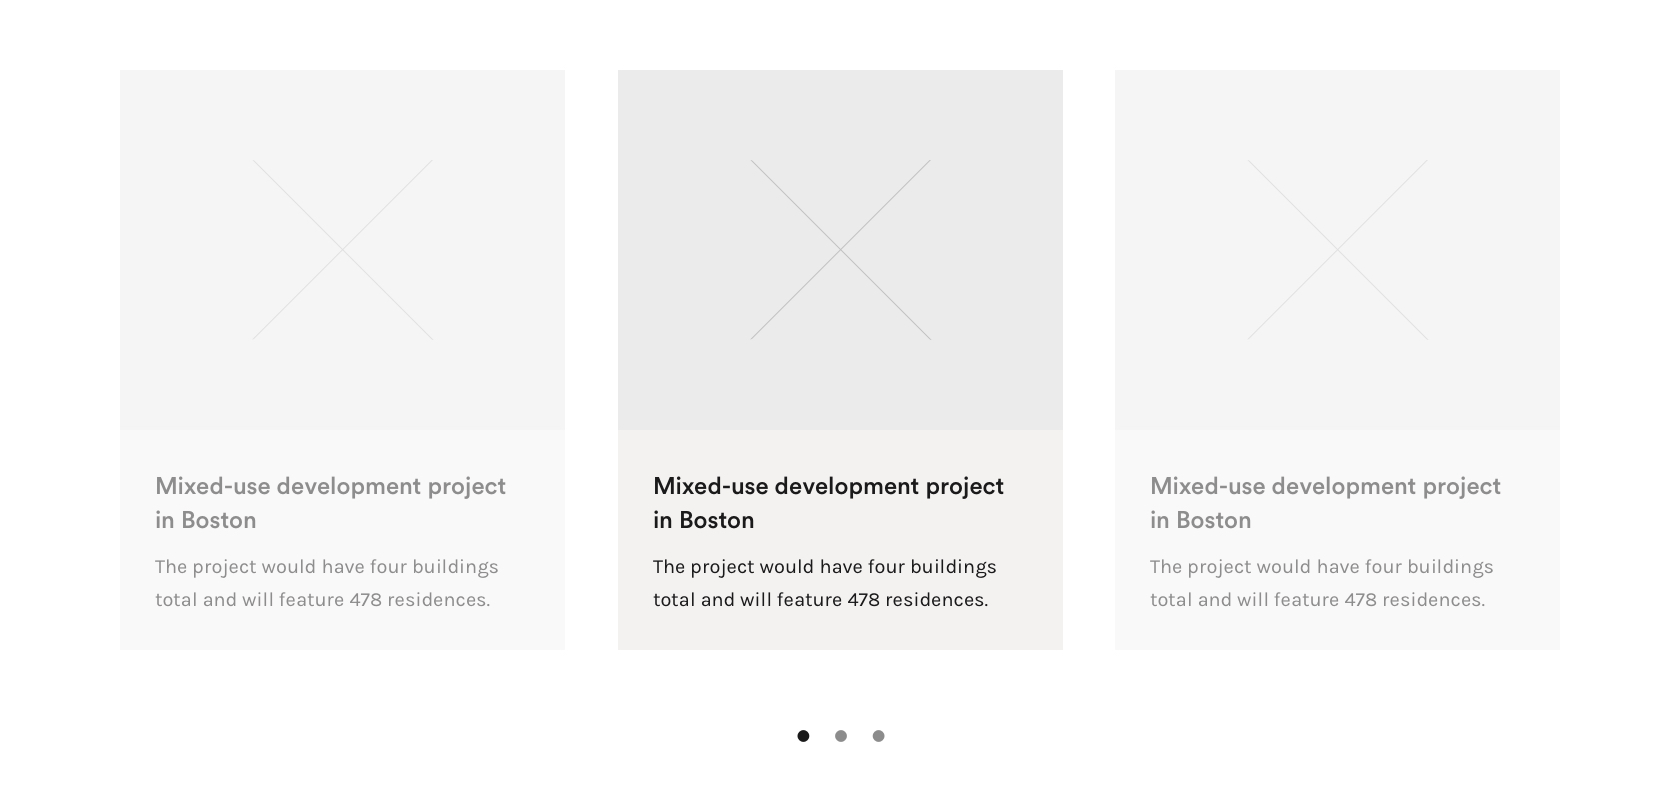 Mixed-use development project
in Boston
The project would have four buildings
total and will feature 478 residences.
Mixed-use development project
in Boston
The project would have four buildings
total and will feature 478 residences.
Mixed-use development project
in Boston
The project would have four buildings
total and will feature 478 residences.